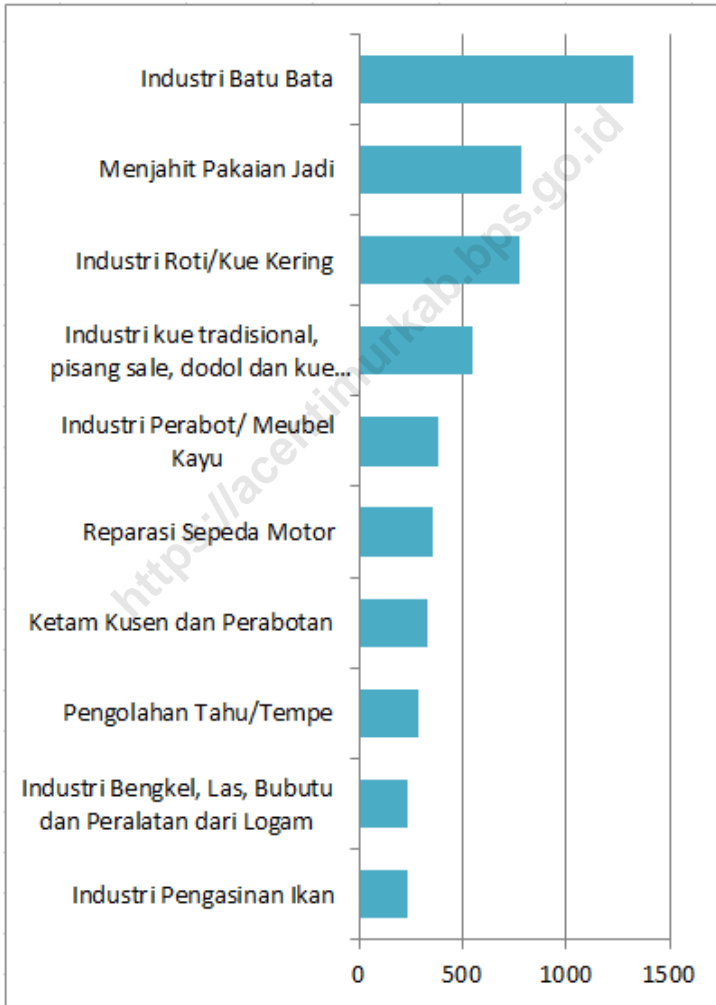 Industri Batu Bata
Menjahit Pakaian Jadi
Industri Roti/Kue Kering
Industri kue tradisional,
pisang sale, dodol dan kue...
Industri Perabot/ Meubel
Kayu
Reparasi Sepeda Motor
Ketam Kusen dan Perabotan
Pengolahan Tahu/Tempe
Industri Bengkel, Las, Bubutu
dan Peralatan dari Logam
Industri Pengasinan Ikan
0 500 1000 1500
https://acehtimurkab.bps.go.id